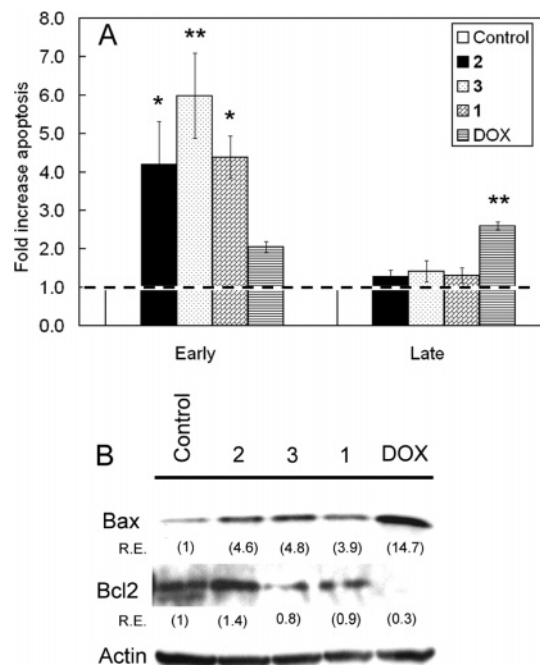 A
8.0
7.0
6.0
5.0
4.0
3.0
2.0
1.0
0.0
Fold increase apoptosis
* ** *
**
Control
2
3
1
DOX
Early Late
B
Control 2 3 1 DOX
Bax
R.E. (1) (4.6) (4.8) (3.9) (14.7)
Bcl2
R.E. (1) (1.4) 0.8) (0.9) (0.3)
Actin